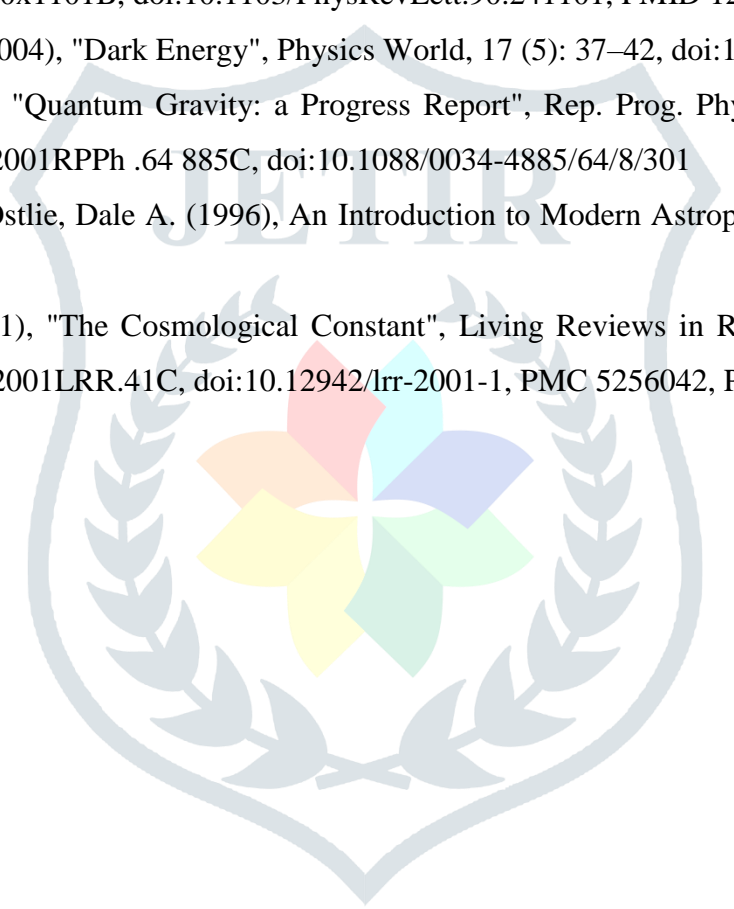 doi:10.1103/PhysRevLett.90.241101, PMID
004), "Dark Energy", Physics World, 17 (5): 37–42, doi:1
"Quantum Gravity: a Progress Report", Rep. Prog. Phy
2001RPPh .64 885C, doi:10.1088/0034-4885/64/8/301
Ostlie, Dale A. (1996), An Introduction to Modern Astrop
JETIR
1), "The Cosmological Constant", Living Reviews in R
2001LRR.41C, doi:10.12942/lrr-2001-1, PMC 5256042,